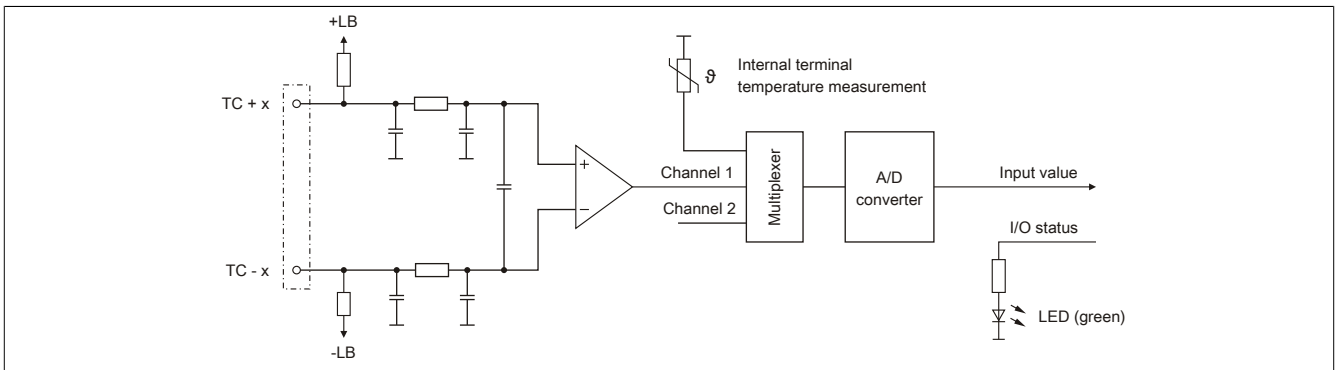 +LB
TC + x
Internal terminal
temperature measurement
ϑ
+
−
Channel 1
Channel 2
Multiplexer
A/D
converter
Input value
I/O status
TC - x
LED (green)
-LB